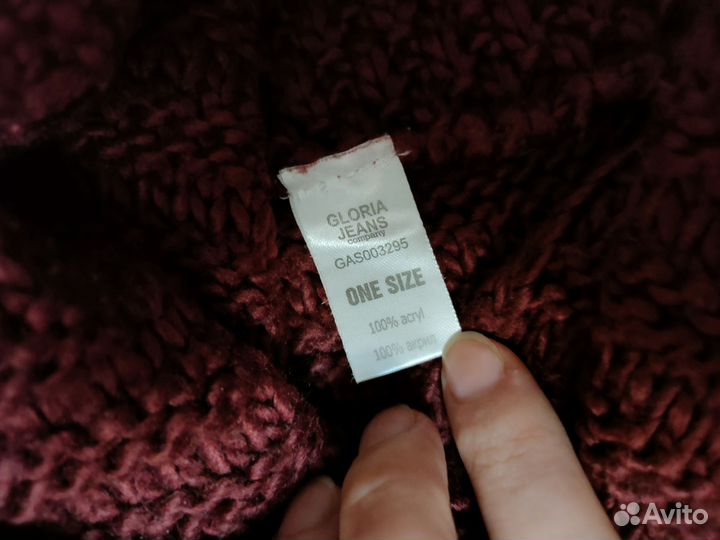 GLORIA
JEANS
company
GAS003295
ONE SIZE
100% acryl
100% акрил
Avito